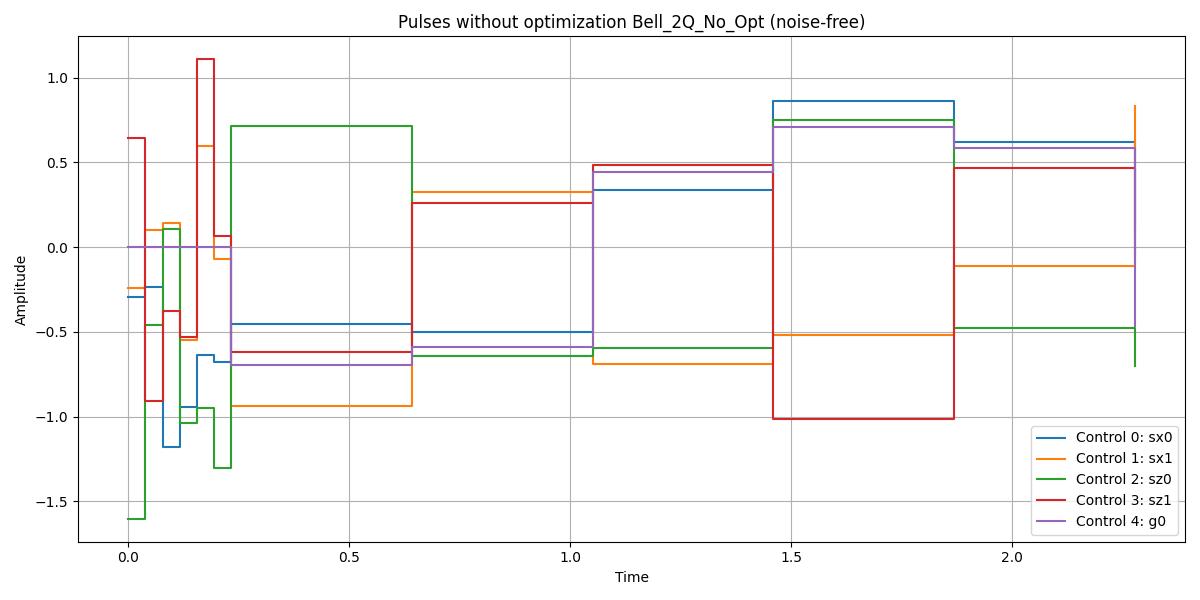 Pulses without optimization Bell_2Q_No_Opt (noise-free)
Amplitude
1.0
0.5
0.0
−0.5
−1.0
−1.5
0.0
0.5
1.0
1.5
2.0
Time
Control 0: sx0
Control 1: sx1
Control 2: sz0
Control 3: sz1
Control 4: g0